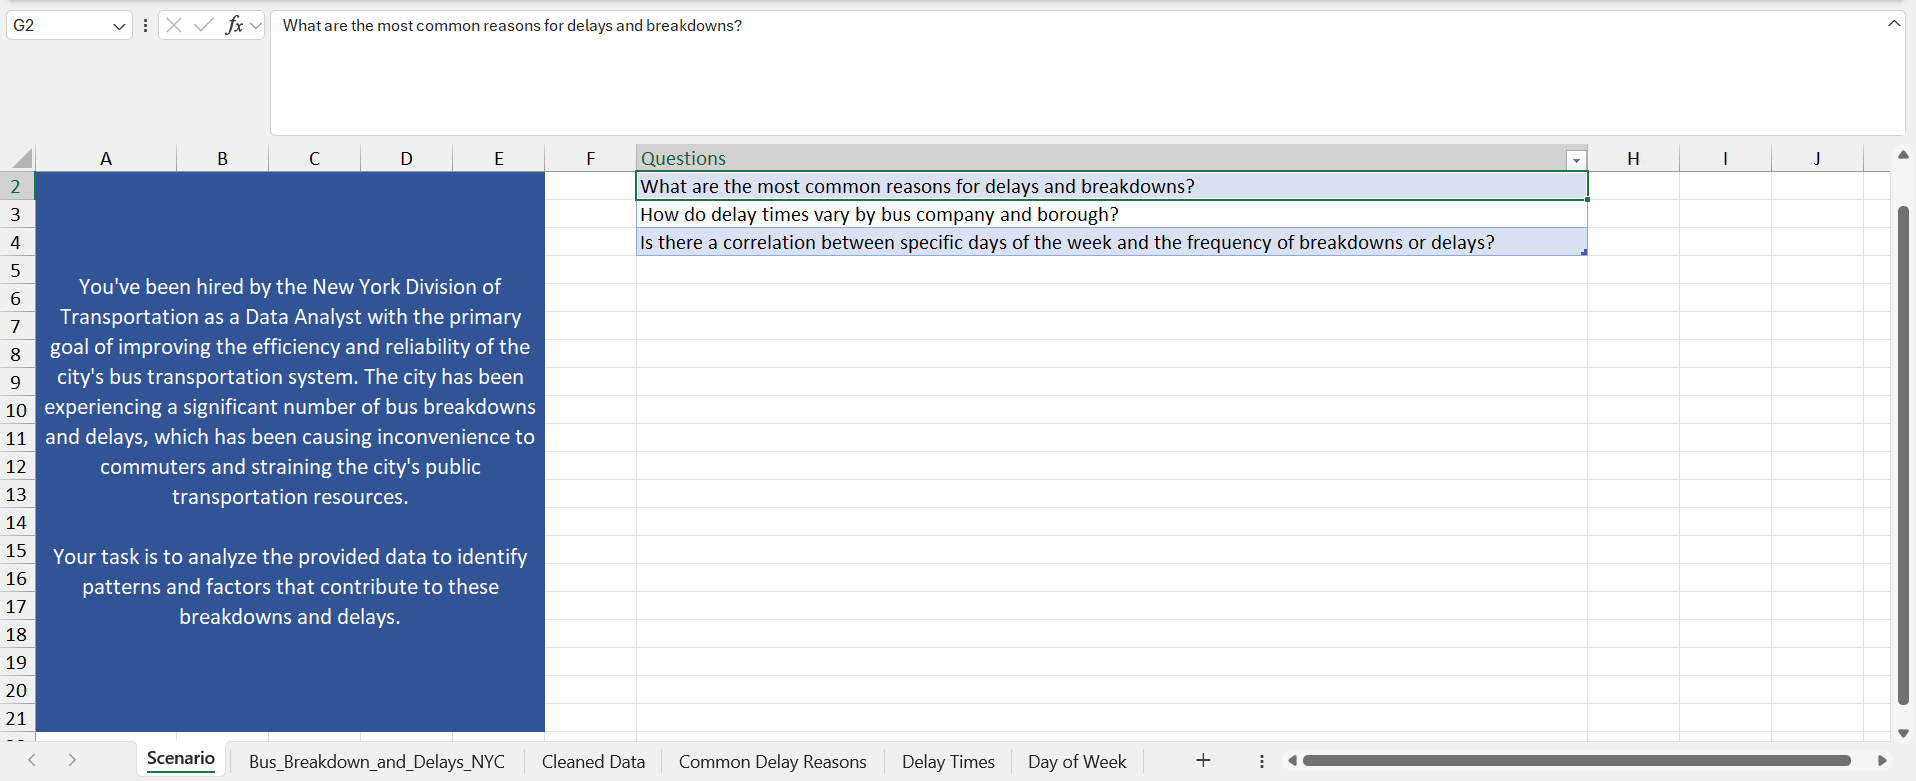 G2
fx
What are the most common reasons for delays and breakdowns?
A B C D E F Questions H I J
2 What are the most common reasons for delays and breakdowns?
3 How do delay times vary by bus company and borough?
4 Is there a correlation between specific days of the week and the frequency of breakdowns or delays?
5
6
7
8
9
10
11
12
13
14
15
16
17
18
19
20
21
You've been hired by the New York Division of
Transportation as a Data Analyst with the primary
goal of improving the efficiency and reliability of the
city's bus transportation system. The city has been
experiencing a significant number of bus breakdowns
and delays, which has been causing inconvenience to
commuters and straining the city's public
transportation resources.
Your task is to analyze the provided data to identify
patterns and factors that contribute to these
breakdowns and delays.
Scenario Bus_Breakdown_and_Delays_NYC Cleaned Data Common Delay Reasons Delay Times Day of Week